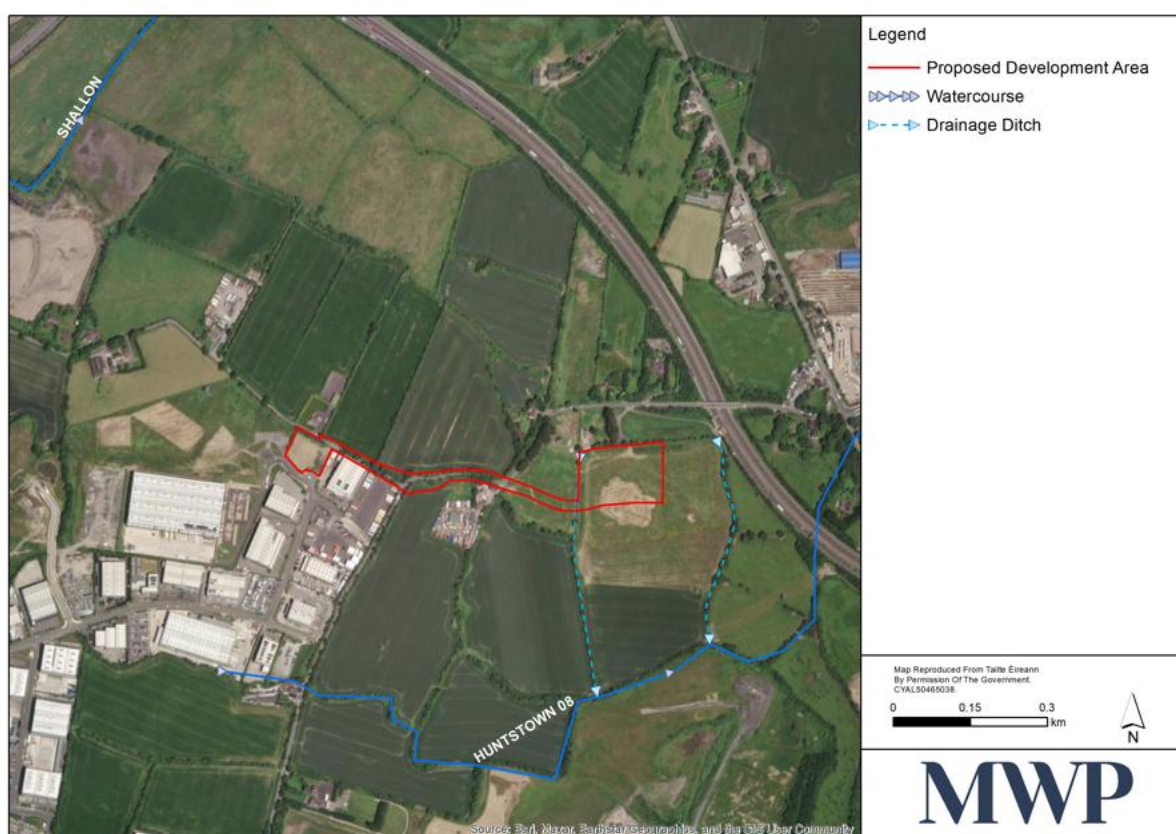 SHALLON
HUNTSTOWN 08
Source: Esri, Maxar, Earthstar Geographics, and the GIS User Community
Legend
Proposed Development Area
Watercourse
Drainage Ditch
Map Reproduced From Tailte Éireann
By Permission Of The Government.
CYAL50465038.
0 0.15 0.3
km
N
MWP